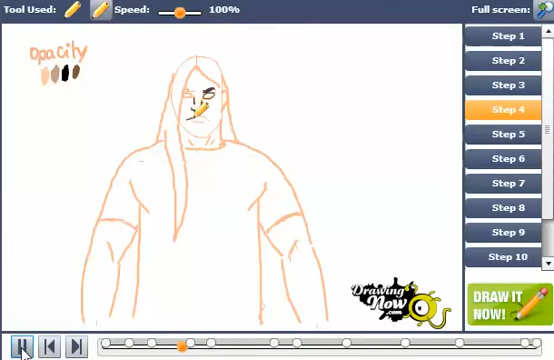 Tool Used:
Speed: 100%
Full screen:
Opacity
Step 1
Step 2
Step 3
Step 4
Step 5
Step 6
Step 7
Step 8
Step 9
Step 10
Drawing
Now.com
DRAW IT
NOW!